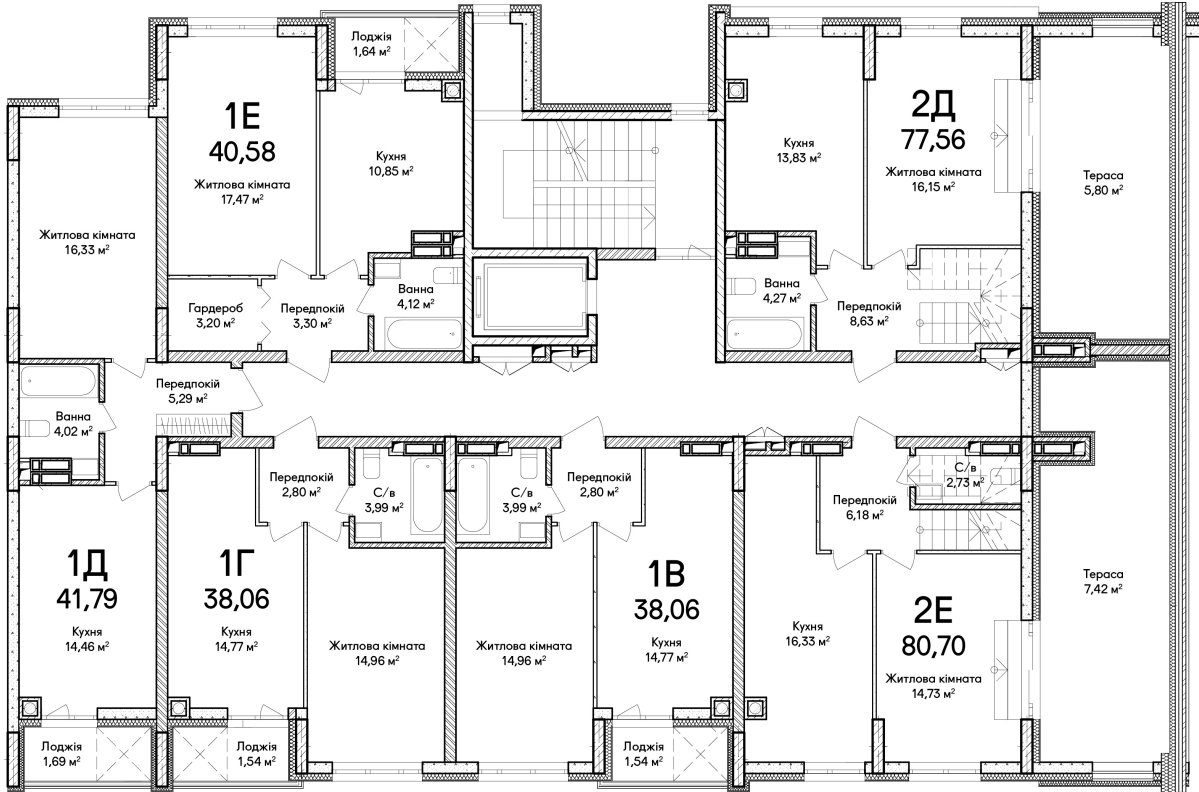 Лоджія
1,64 м²
1Е
40,58
Житлова кімната
17,47 м²
Кухня
10,85 м²
Житлова кімната
16,33 м²
Гардероб
3,20 м²
Передпокій
3,30 м²
Ванна
4,12 м²
Кухня
13,83 м²
2Д
77,56
Житлова кімната
16,15 м²
Тераса
5,80 м²
Ванна
4,27 м²
Передпокій
8,63 м²
Передпокій
5,29 м²
Ванна
4,02 м²
1Д
41,79
Кухня
14,46 м²
Лоджія
1,69 м²
Передпокій
2,80 м²
С/в
3,99 м²
1Г
38,06
Кухня
14,77 м²
Житлова кімната
14,96 м²
Лоджія
1,54 м²
С/в
3,99 м²
Передпокій
2,80 м²
Житлова кімната
14,96 м²
1В
38,06
Кухня
14,77 м²
Лоджія
1,54 м²
С/в
2,73 м²
Передпокій
6,18 м²
Кухня
16,33 м²
2Е
80,70
Житлова кімната
14,73 м²
Тераса
7,42 м²